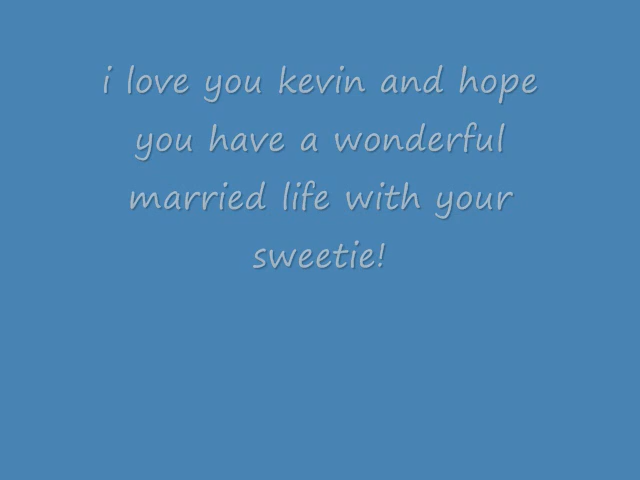 i love you kevin and hope
you have a wonderful
married life with your
sweetie!